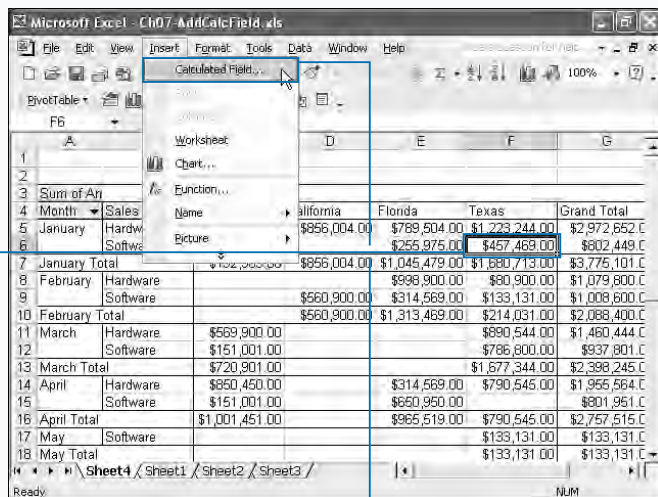 Microsoft Excel - Ch07-AddCalcField.xls
File Edit View Insert Format Tools Data Window Help
Calculated Field...
100%
PivotTable
F6
Worksheet
Chart...
Function...
Name
Picture
A D E F G
1
2
3 Sum of Am
4 Month Sales alifornia Florida Texas Grand Total
5 January Hardw $856,004.00 $789,504.00 $1,223,244.00 $2,972,652.0
6 Softwa $255,975.00 $457,469.00 $802,449.0
7 January Total $856,004.00 $1,045,479.00 $1,680,713.00 $3,775,101.0
8 February Hardware $998,900.00 $80,900.00 $1,079,800.0
9 Software $560,900.00 $314,569.00 $133,131.00 $1,008,600.0
10 February Total $560,900.00 $1,313,469.00 $214,031.00 $2,088,400.0
11 March Hardware $569,900.00 $890,544.00 $1,460,444.0
12 Software $151,001.00 $786,800.00 $937,801.0
13 March Total $720,901.00 $1,677,344.00 $2,398,245.0
14 April Hardware $850,450.00 $314,569.00 $790,545.00 $1,955,564.0
15 Software $151,001.00 $650,950.00 $801,951.0
16 April Total $1,001,451.00 $965,519.00 $790,545.00 $2,757,515.0
17 May Software $133,131.00 $133,131.0
18 May Total $133,131.00 $133,131.0
Sheet4 Sheet1 Sheet2 Sheet3
Ready NUM